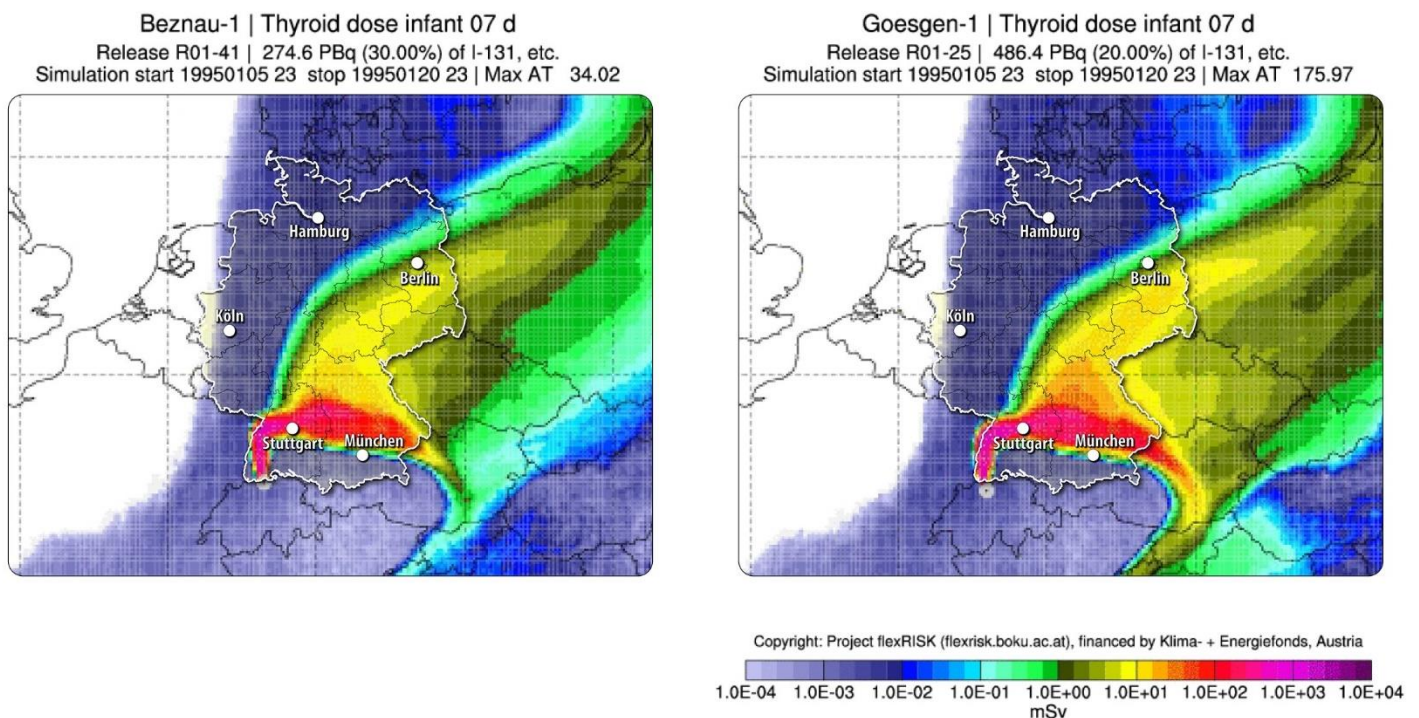 Beznau-1 | Thyroid dose infant 07 d
Release R01-41 | 274.6 PBq (30.00%) of I-131, etc.
Simulation start 19950105 23 stop 19950120 23 | Max AT 34.02
Hamburg
Berlin
Köln
Stuttgart
München
Goesgen-1 | Thyroid dose infant 07 d
Release R01-25 | 486.4 PBq (20.00%) of I-131, etc.
Simulation start 19950105 23 stop 19950120 23 | Max AT 175.97
Hamburg
Berlin
Köln
Stuttgart
München
Copyright: Project flexRISK (flexrisk.boku.ac.at), financed by Klima- + Energiefonds, Austria
1.0E-04 1.0E-03 1.0E-02 1.0E-01 1.0E+00 1.0E+01 1.0E+02 1.0E+03 1.0E+04
mSv